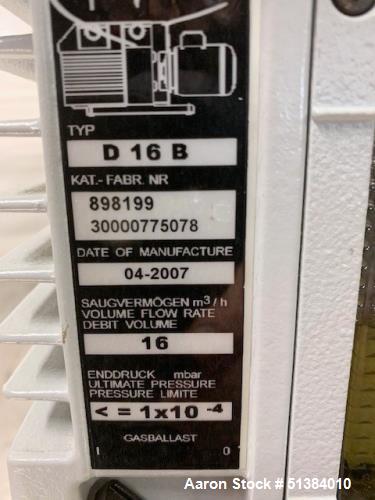 TYP
D 16 B
KAT.- FABR. NR
898199
30000775078
DATE OF MANUFACTURE
04-2007
SAUGVERMÖGEN m³/h
VOLUME FLOW RATE
DEBIT VOLUME
16
ENDDRUCK mbar
ULTIMATE PRESSURE
PRESSURE LIMITE
< = 1x10 -4
GASBALLAST
I 0
Aaron Stock #51384010